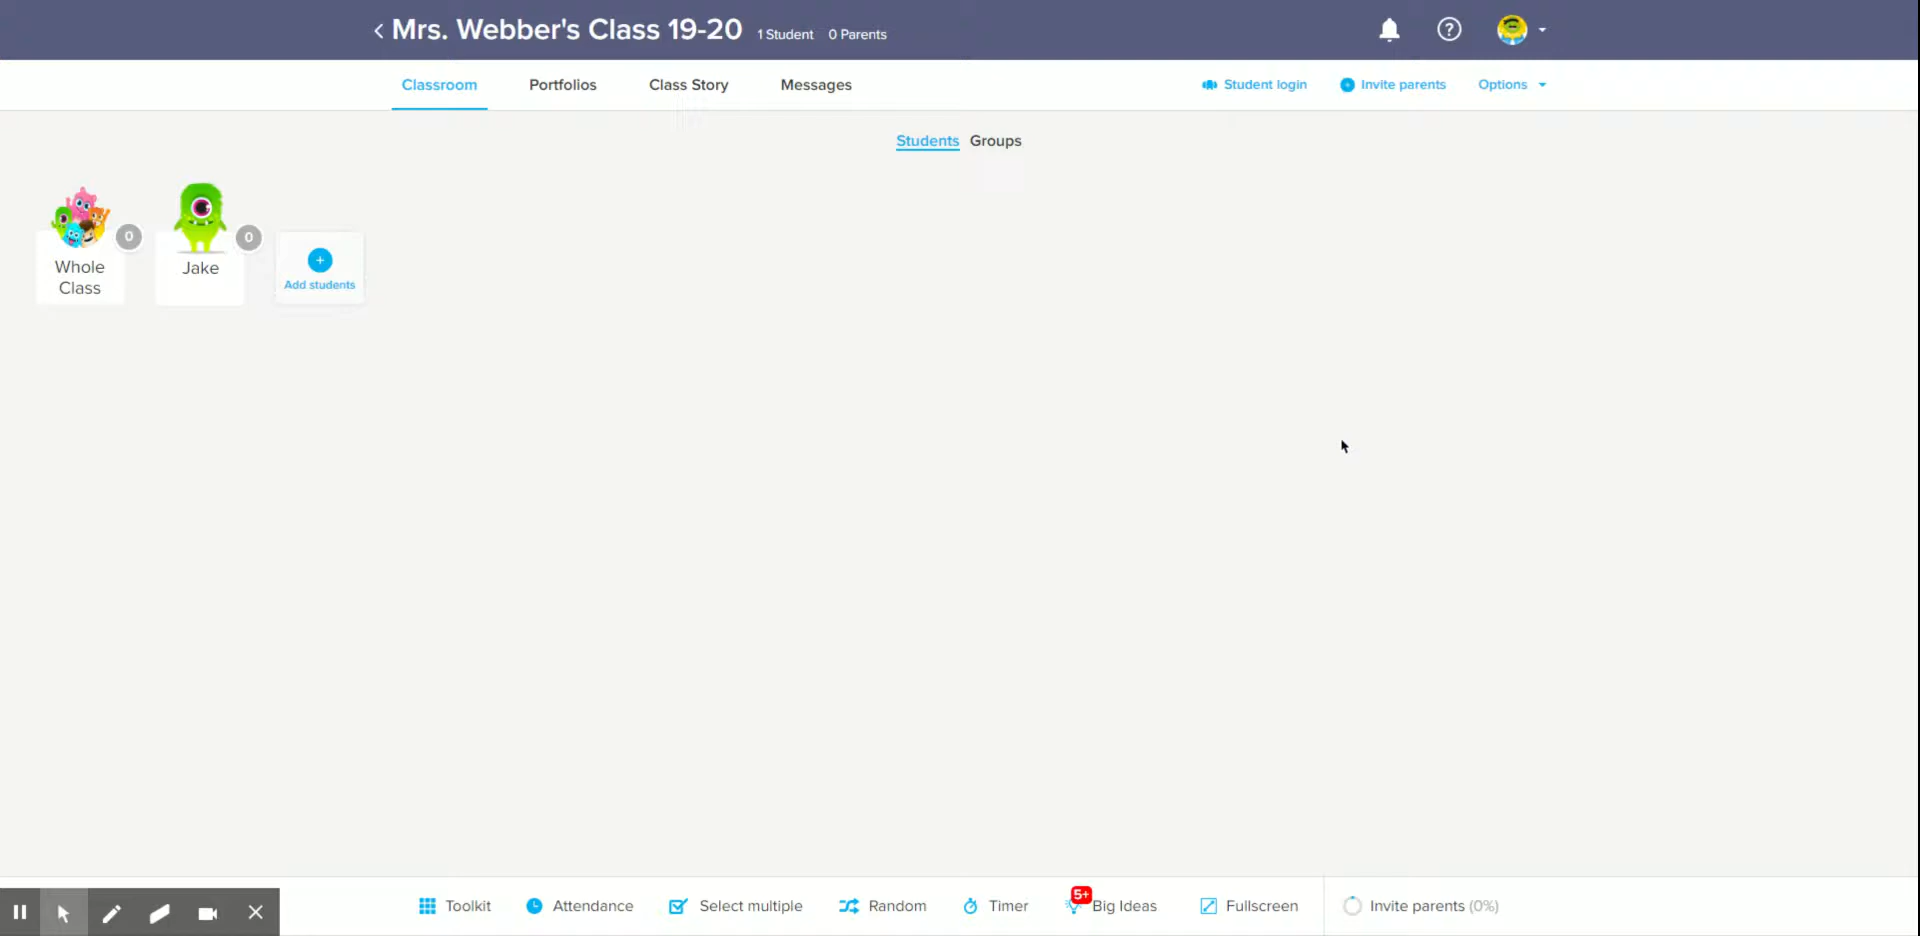 Mrs. Webber's Class 19-20 1 Student 0 Parents
Classroom Portfolios Class Story Messages Student login Invite parents Options
Students Groups
0 0
Whole Class
Jake
Add students
5+
Toolkit Attendance Select multiple Random Timer Big Ideas Fullscreen Invite parents (0%)